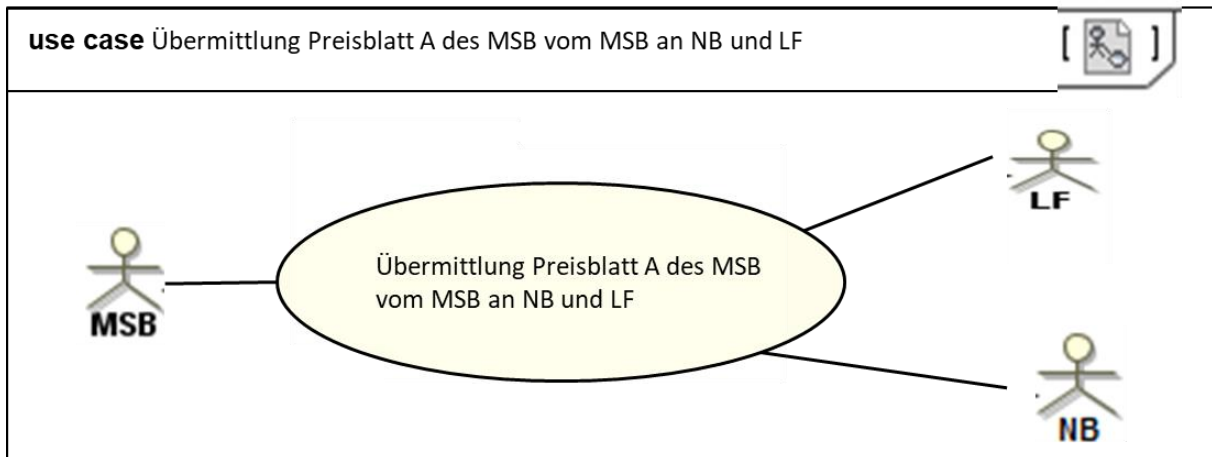 use case Übermittlung Preisblatt A des MSB vom MSB an NB und LF
[ ]
LF
Übermittlung Preisblatt A des MSB
vom MSB an NB und LF
MSB
NB